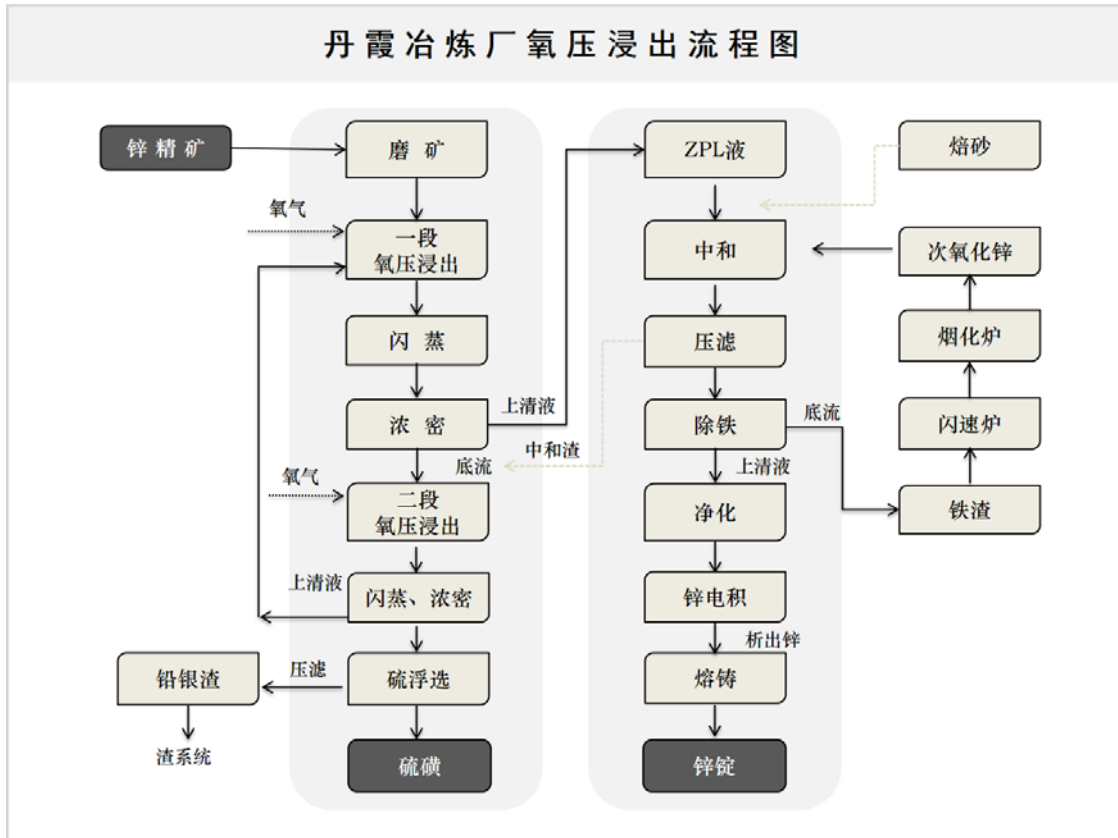 丹霞冶炼厂氧压浸出流程图
锌精矿
磨矿
ZPL液
焙砂
氧气
一段
氧压浸出
中和
次氧化锌
闪蒸
压滤
烟化炉
上清液
浓密
除铁
底流
闪速炉
底流
中和渣
上清液
氧气
二段
氧压浸出
净化
铁渣
上清液
闪蒸、浓密
锌电积
析出锌
铅银渣
压滤
硫浮选
熔铸
渣系统
硫磺
锌锭